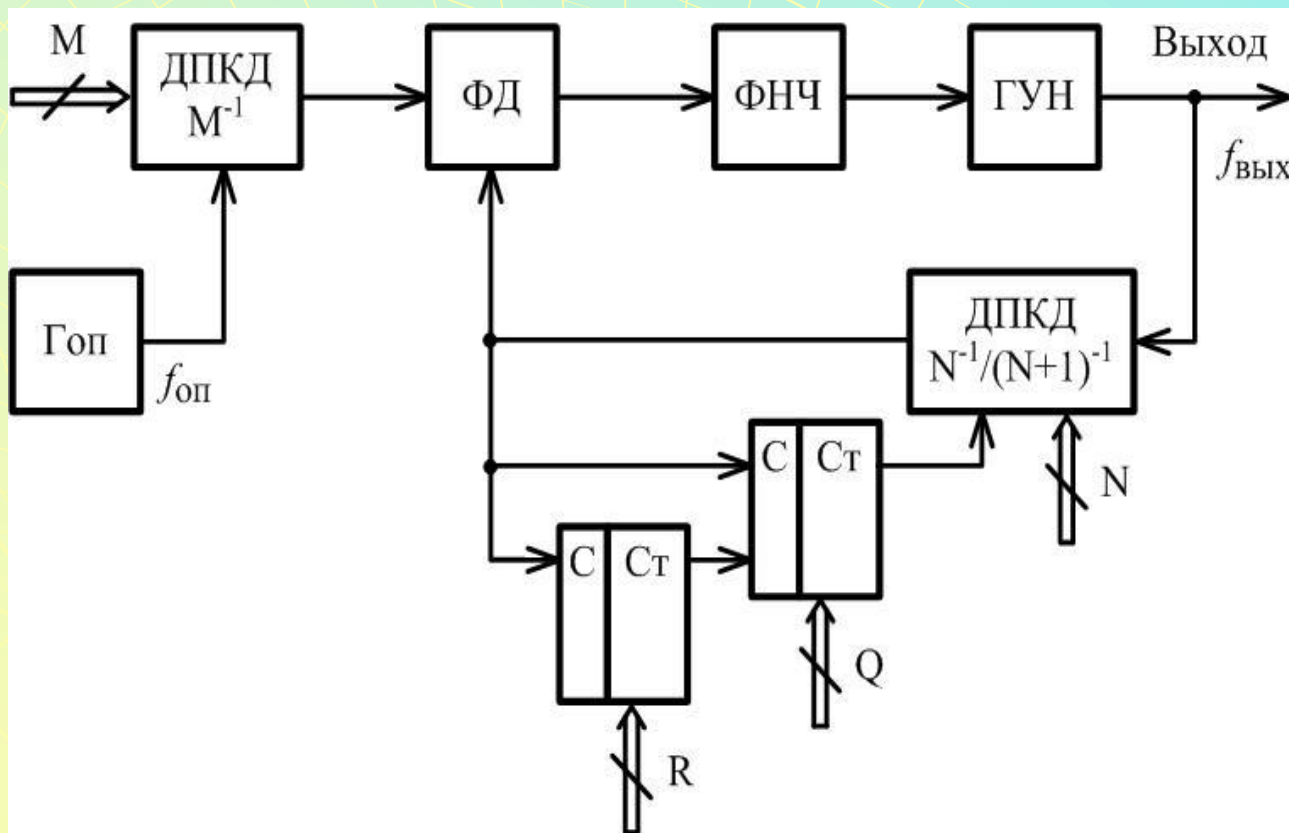 M
ДПКД
M⁻¹
ФД
ФНЧ
ГУН
Выход
fвых
Гоп
fоп
ДПКД
N⁻¹/(N+1)⁻¹
С Ст
N
С Ст
Q
R